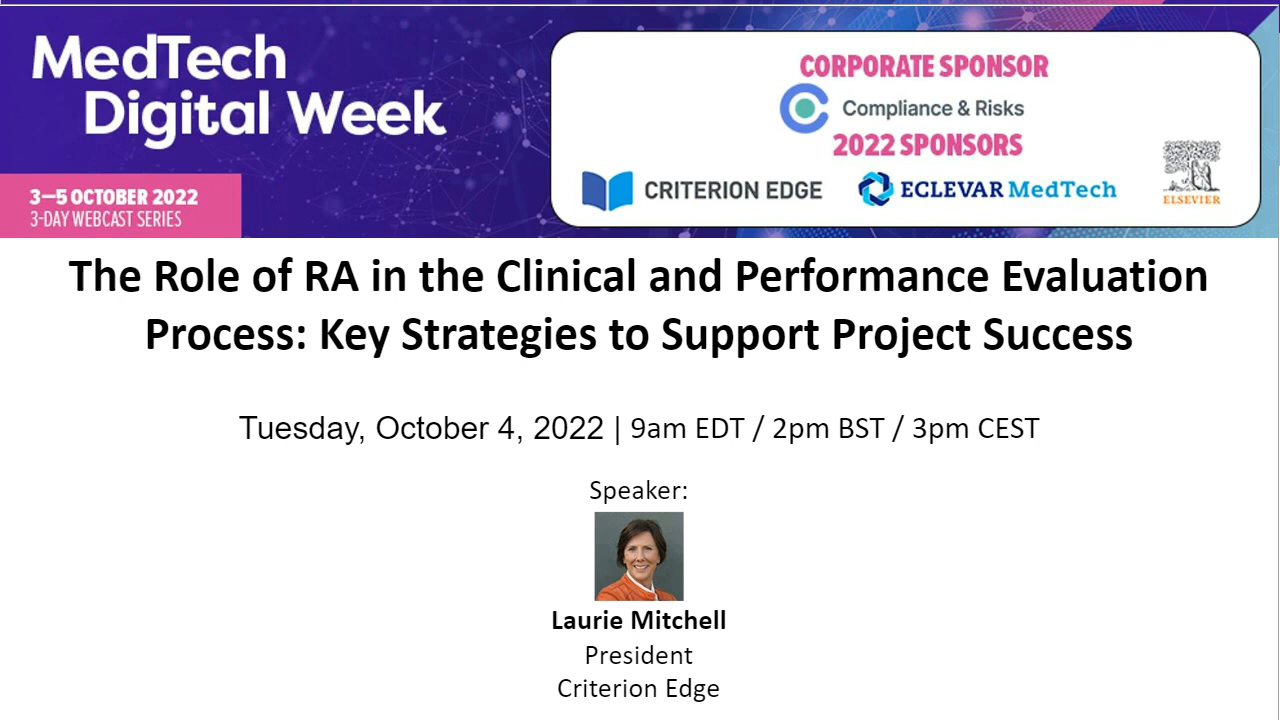 MedTech
Digital Week
3–5 OCTOBER 2022
3-DAY WEBCAST SERIES
CORPORATE SPONSOR
Compliance & Risks
2022 SPONSORS
CRITERION EDGE
ECLEVAR MedTech
ELSEVIER
The Role of RA in the Clinical and Performance Evaluation
Process: Key Strategies to Support Project Success
Tuesday, October 4, 2022 | 9am EDT / 2pm BST / 3pm CEST
Speaker:
Laurie Mitchell
President
Criterion Edge